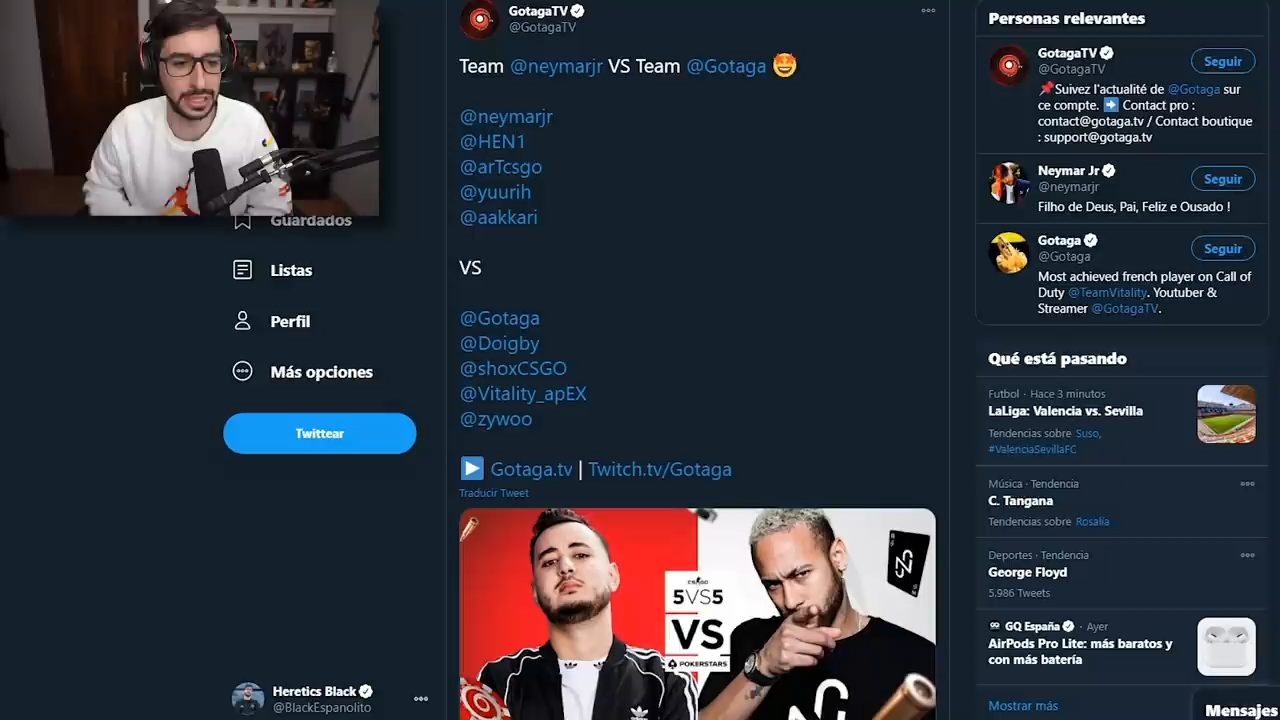 GotagaTV
@GotagaTV
Team @neymarjr VS Team @Gotaga 🤩
@neymarjr
@HEN1
@arTcsgo
@yuurih
@aakkari
VS
@Gotaga
@Doigby
@shoxCSGO
@Vitality_apEX
@zywoo
▶️ Gotaga.tv | Twitch.tv/Gotaga
Traducir Tweet
CS:GO
5VS5
VS
POKERSTARS
Guardados
Listas
Perfil
Más opciones
Twittear
Heretics Black
@BlackEspanolito
Personas relevantes
GotagaTV
@GotagaTV
Seguir
📌Suivez l'actualité de @Gotaga sur
ce compte. ➡️ Contact pro :
contact@gotaga.tv / Contact boutique
: support@gotaga.tv
Neymar Jr
@neymarjr
Seguir
Filho de Deus, Pai, Feliz e Ousado !
Gotaga
@Gotaga
Seguir
Most achieved french player on Call of
Duty @TeamVitality. Youtuber &
Streamer @GotagaTV.
Qué está pasando
Futbol · Hace 3 minutos
LaLiga: Valencia vs. Sevilla
Tendencias sobre Suso,
#ValenciaSevillaFC
Música · Tendencia
C. Tangana
Tendencias sobre Rosalía
Deportes · Tendencia
George Floyd
5.986 Tweets
GQ España · Ayer
AirPods Pro Lite: más baratos y
con más batería
Mostrar más
Mensajes